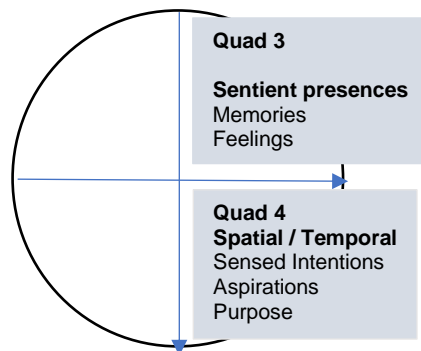 Quad 3
Sentient presences
Memories
Feelings
Quad 4
Spatial / Temporal
Sensed Intentions
Aspirations
Purpose